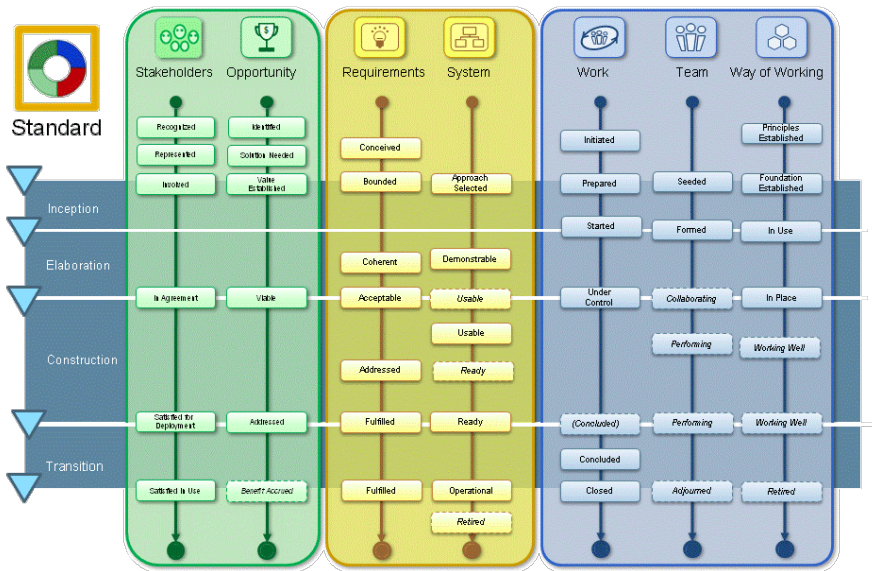 Stakeholders Opportunity Requirements System Work Team Way of Working
Standard
Recognized Identified Principles
Established
Conceived Initiated
Represented Solution Needed
Involved Value
Established Bounded Approach
Selected Prepared Seeded Foundation
Established
Inception
Started Formed In Use
Elaboration Coherent Demonstrable
In Agreement Viable Acceptable Usable Under
Control Collaborating In Place
Usable
Performing Working Well
Construction
Addressed Ready
Satisfied for
Deployment Addressed Fulfilled Ready (Concluded) Performing Working Well
Transition Concluded
Satisfied In Use Benefit Accrued Fulfilled Operational Closed Adjourned Retired
Retired
$